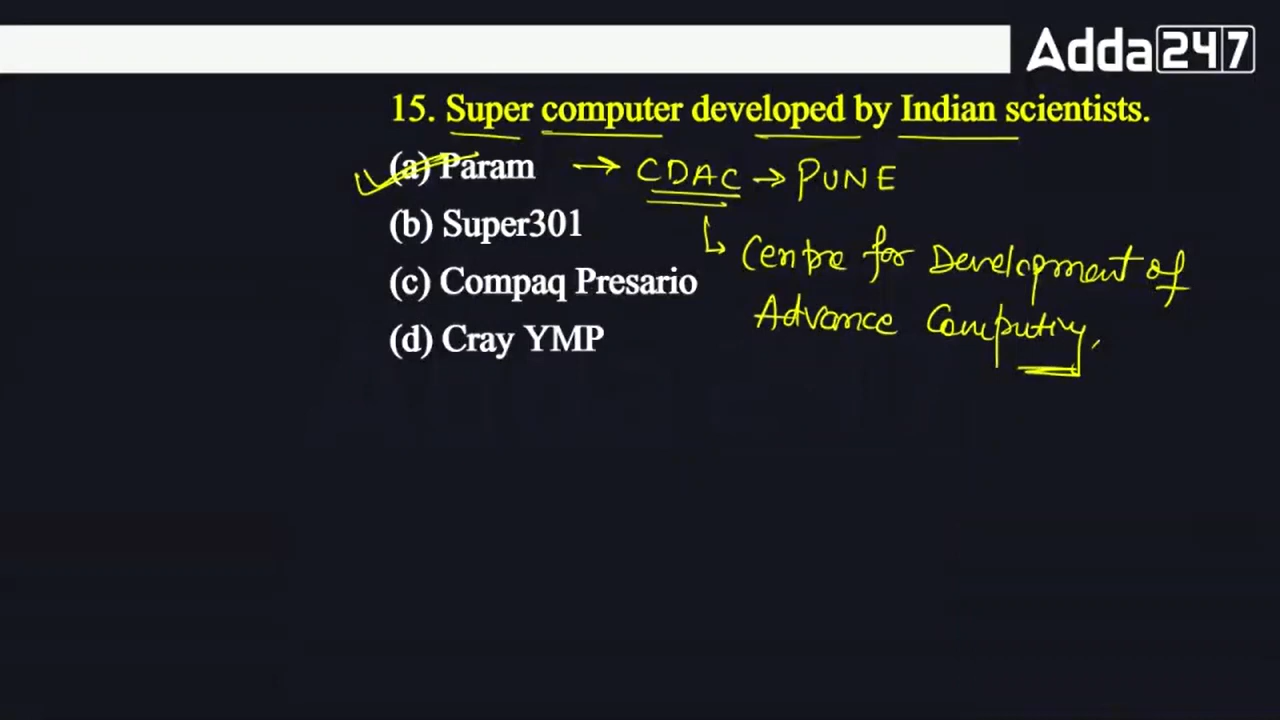 Adda247
15. Super computer developed by Indian scientists.
(a) Param → CDAC → PUNE
(b) Super301
↳ Centre for Development of
(c) Compaq Presario
Advance Computing.
(d) Cray YMP